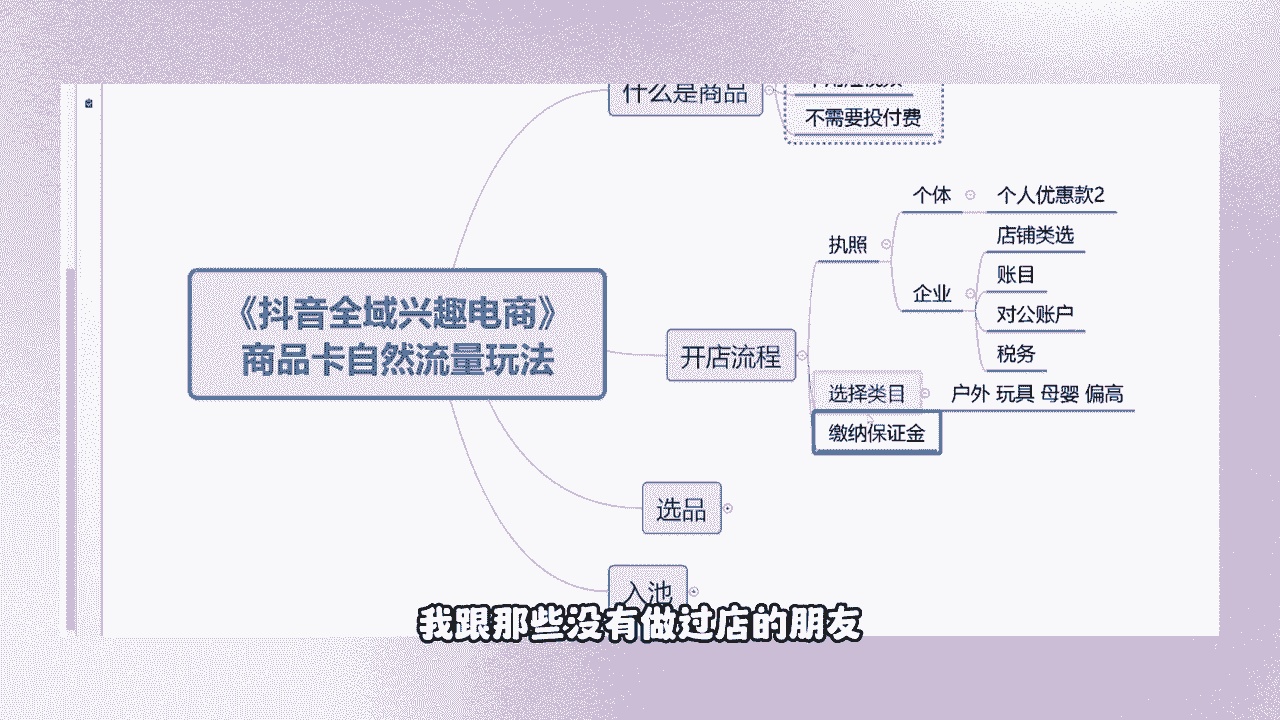 什么是商品
不需要投付费
个体
个人优惠款2
执照
店铺类选
账目
企业
对公账户
税务
《抖音全域兴趣电商》
商品卡自然流量玩法
开店流程
选择类目
户外 玩具 母婴 偏高
缴纳保证金
选品
入池
我跟那些没有做过店的朋友